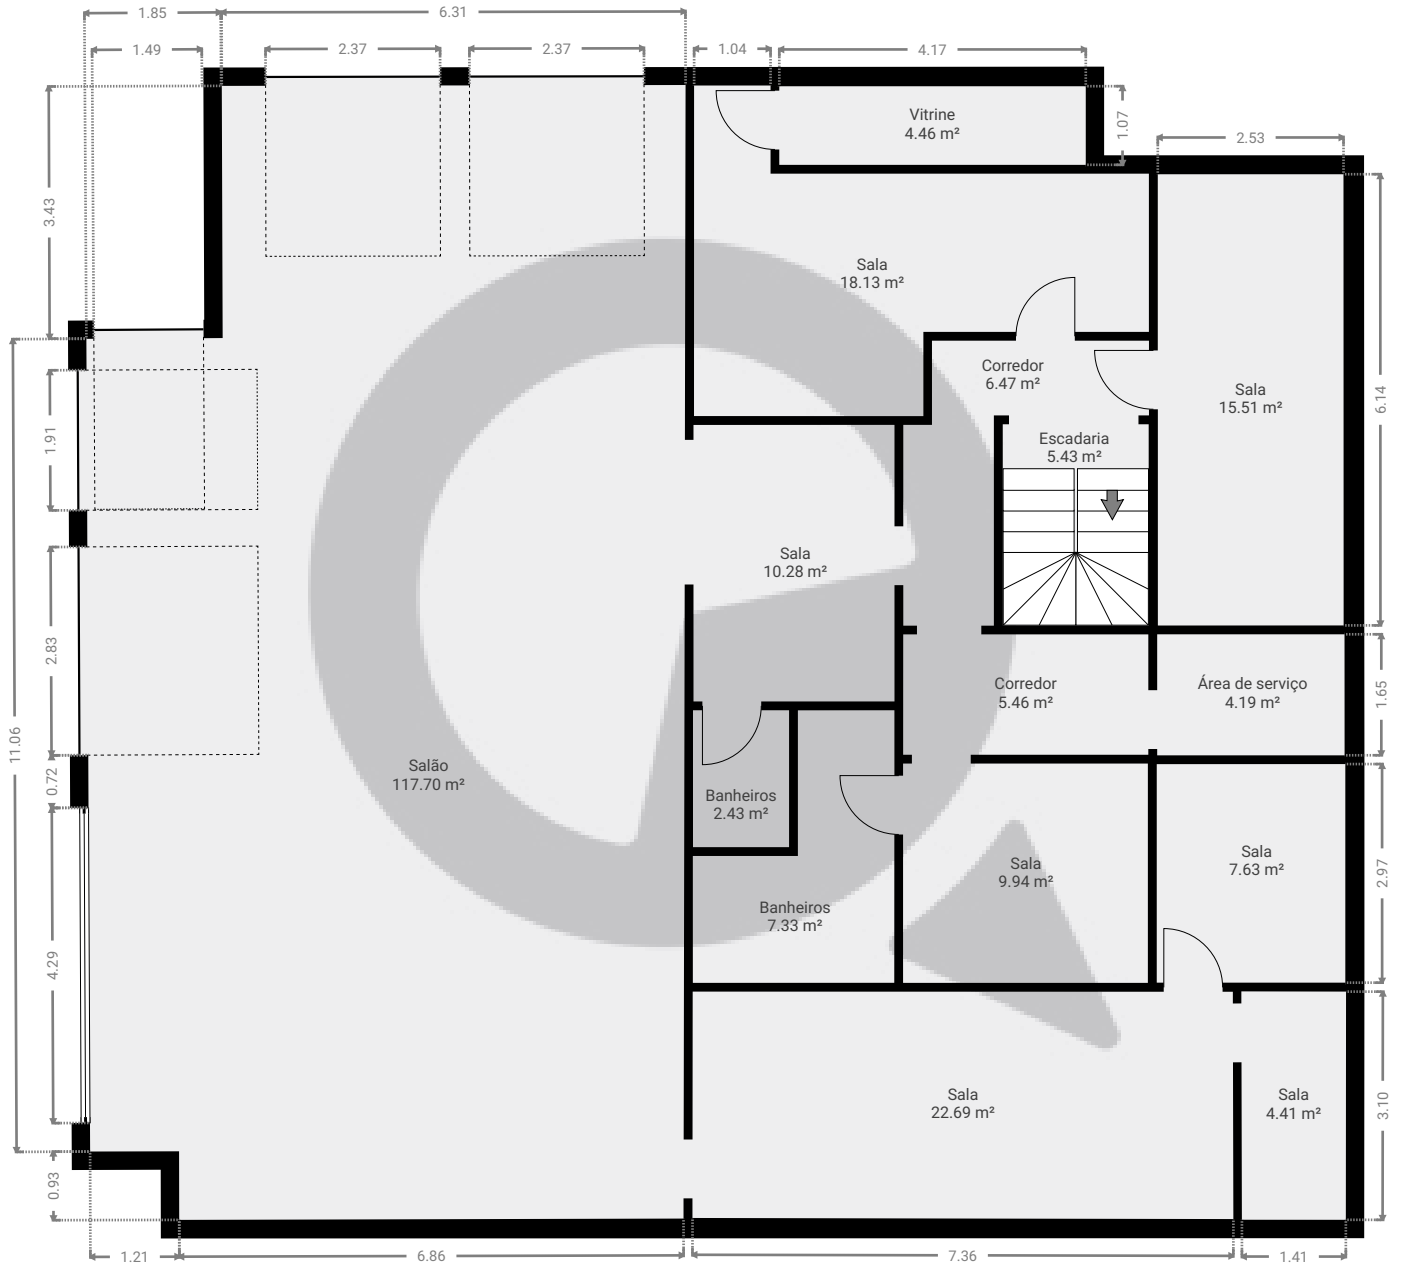 1.85
6.31
1.49
2.37
2.37
1.04
4.17
Vitrine
4.46 m²
1.07
2.53
3.43
Sala
18.13 m²
Corredor
6.47 m²
Sala
15.51 m²
6.14
1.91
Escadaria
5.43 m²
Sala
10.28 m²
2.83
11.06
Corredor
5.46 m²
Área de serviço
4.19 m²
1.65
Salão
117.70 m²
0.72
Banheiros
2.43 m²
Sala
9.94 m²
Sala
7.63 m²
2.97
Banheiros
7.33 m²
4.29
Sala
22.69 m²
Sala
4.41 m²
3.10
0.93
1.21
6.86
7.36
1.41